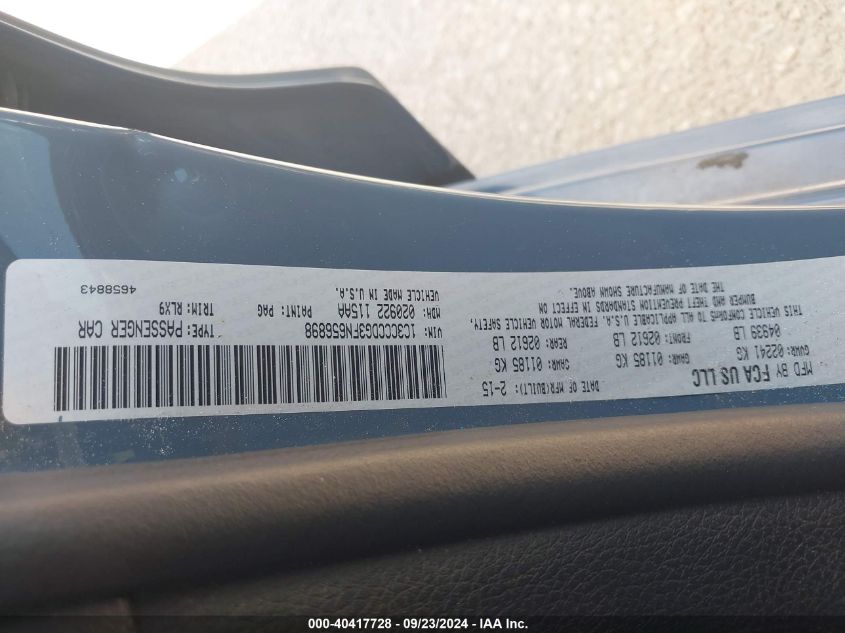 MFD BY FCA US LLC
DATE OF MFR(BUILT): 2-15
GVWR: 02241 KG
04939 LB
GAWR: 01185 KG
FRONT: 02612 LB
GAWR: 01185 KG
REAR: 02612 LB
THIS VEHICLE CONFORMS TO ALL APPLICABLE U.S.A. FEDERAL MOTOR VEHICLE SAFETY,
BUMPER AND THEFT PREVENTION STANDARDS IN EFFECT ON
THE DATE OF MANUFACTURE SHOWN ABOVE.
VIN: 1C3CCCDG3FN656898
TYPE: PASSENGER CAR
MDH: 020922 115AA
PAINT: PAG
TRIM: RLX9
VEHICLE MADE IN U.S.A.
4658843
000-40417728 - 09/23/2024 - IAAI Inc.